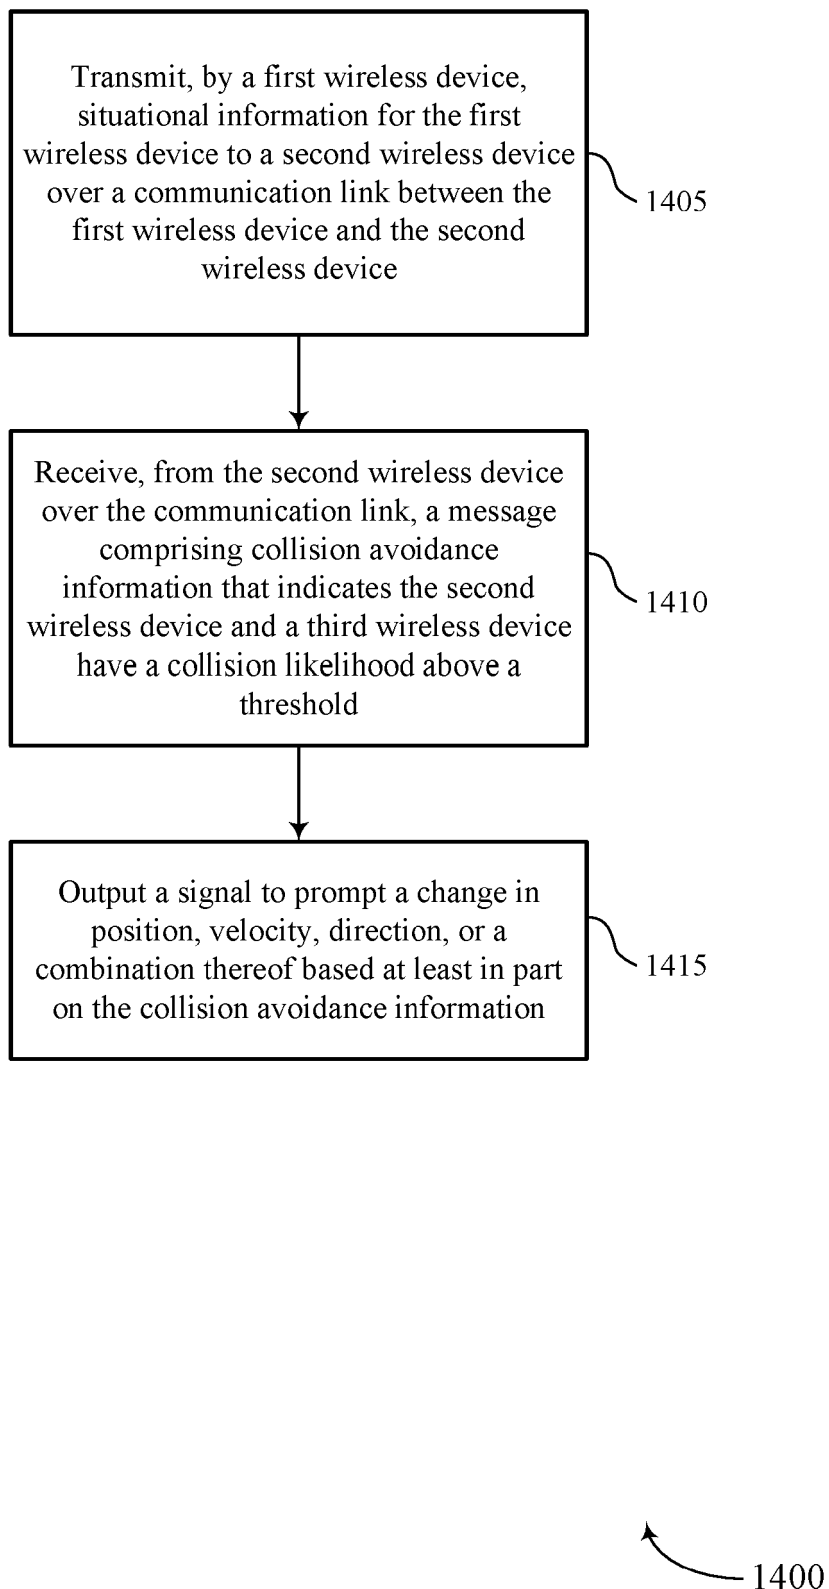 Transmit, by a first wireless device,
situational information for the first
wireless device to a second wireless device
over a communication link between the
first wireless device and the second
wireless device
1405
Receive, from the second wireless device
over the communication link, a message
comprising collision avoidance
information that indicates the second
wireless device and a third wireless device
have a collision likelihood above a
threshold
1410
Output a signal to prompt a change in
position, velocity, direction, or a
combination thereof based at least in part
on the collision avoidance information
1415
1400